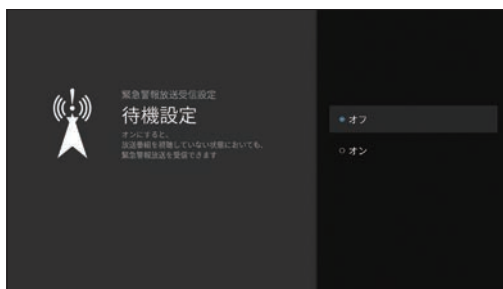 緊急警報放送受信設定
待機設定
オンにすると、
放送番組を視聴していない状態においても、
緊急警報放送を受信できます
オフ
オン